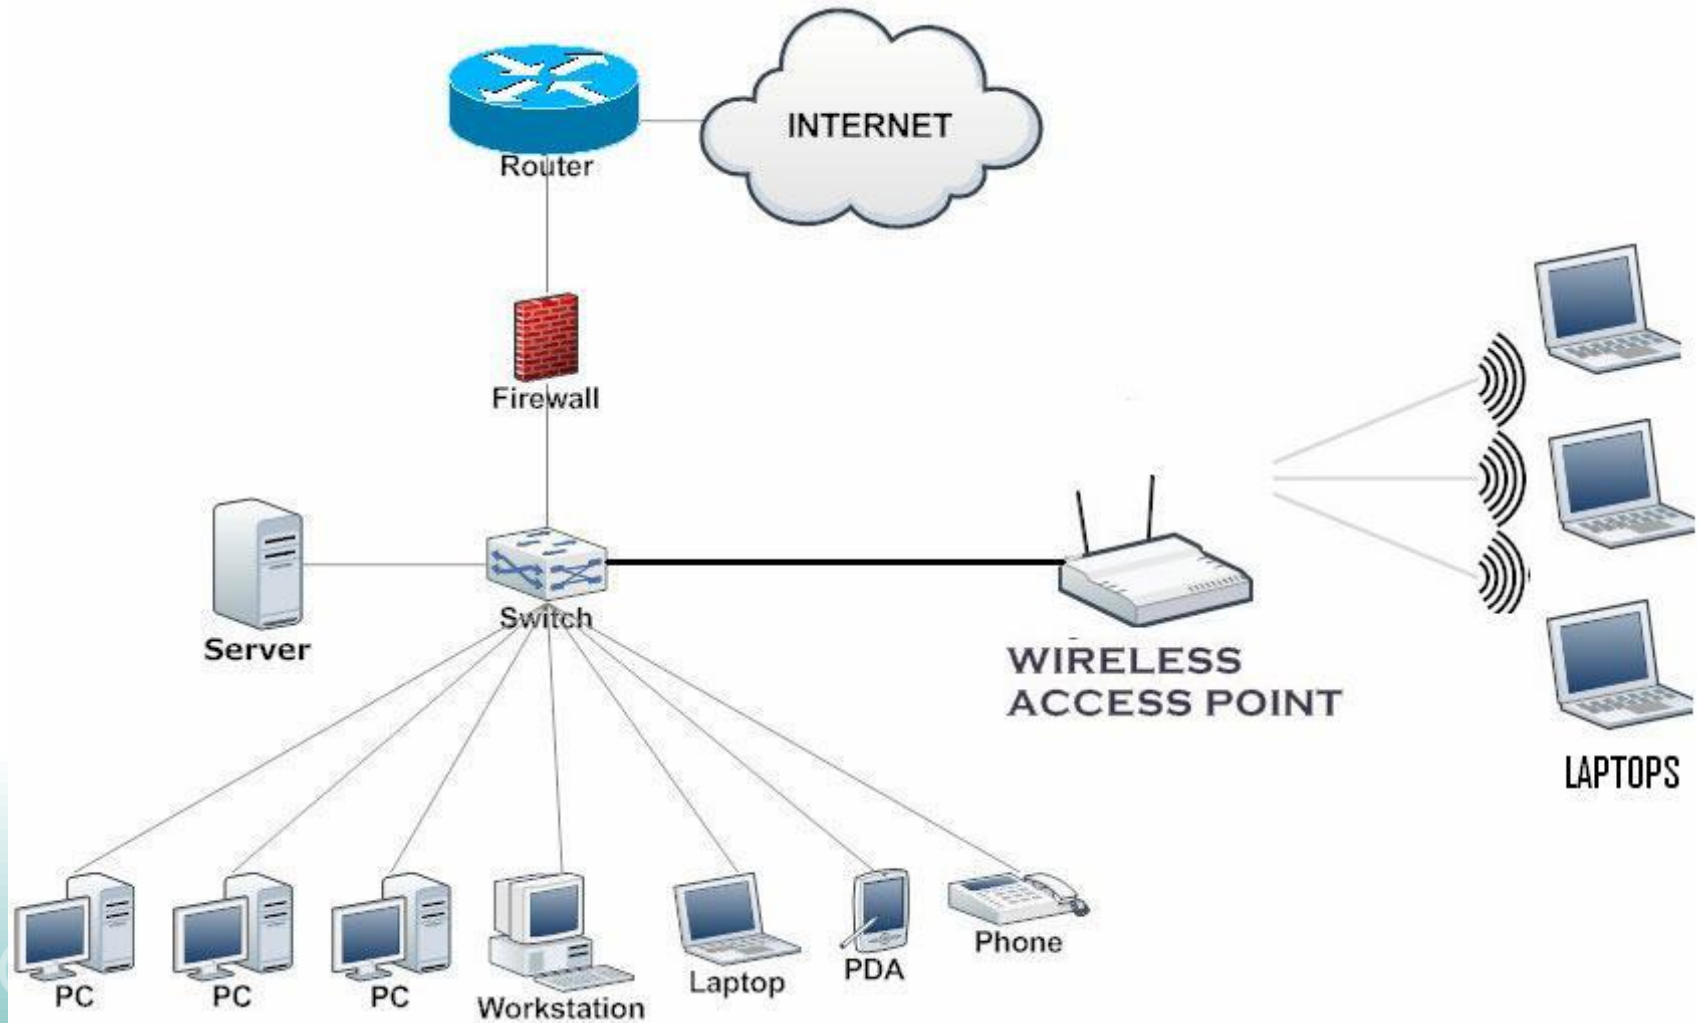 INTERNET
Router
Firewall
Switch
Server
WIRELESS
ACCESS POINT
LAPTOPS
PC
PC
PC
Workstation
Laptop
PDA
Phone